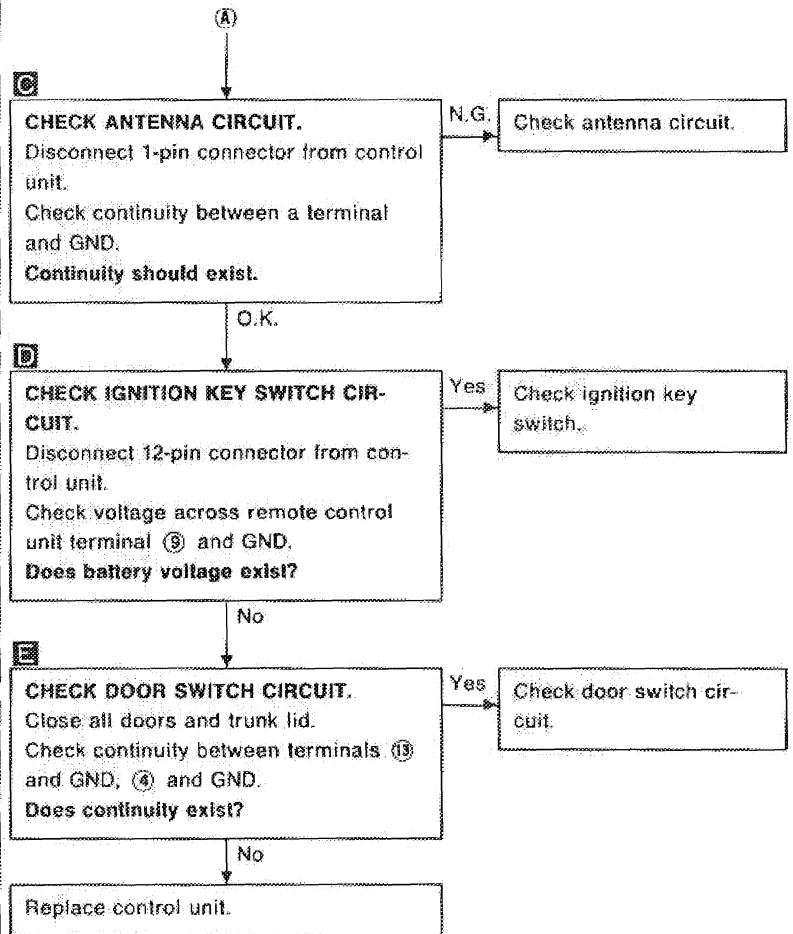 Ⓐ
C
CHECK ANTENNA CIRCUIT.
Disconnect 1-pin connector from control
unit.
Check continuity between a terminal
and GND.
Continuity should exist.
N.G.
Check antenna circuit.
O.K.
D
CHECK IGNITION KEY SWITCH CIR-
CUIT.
Disconnect 12-pin connector from con-
trol unit.
Check voltage across remote control
unit terminal ⑨ and GND.
Does battery voltage exist?
Yes
Check ignition key
switch.
No
E
CHECK DOOR SWITCH CIRCUIT.
Close all doors and trunk lid.
Check continuity between terminals ⑬
and GND, ④ and GND.
Does continuity exist?
Yes
Check door switch cir-
cuit.
No
Replace control unit.